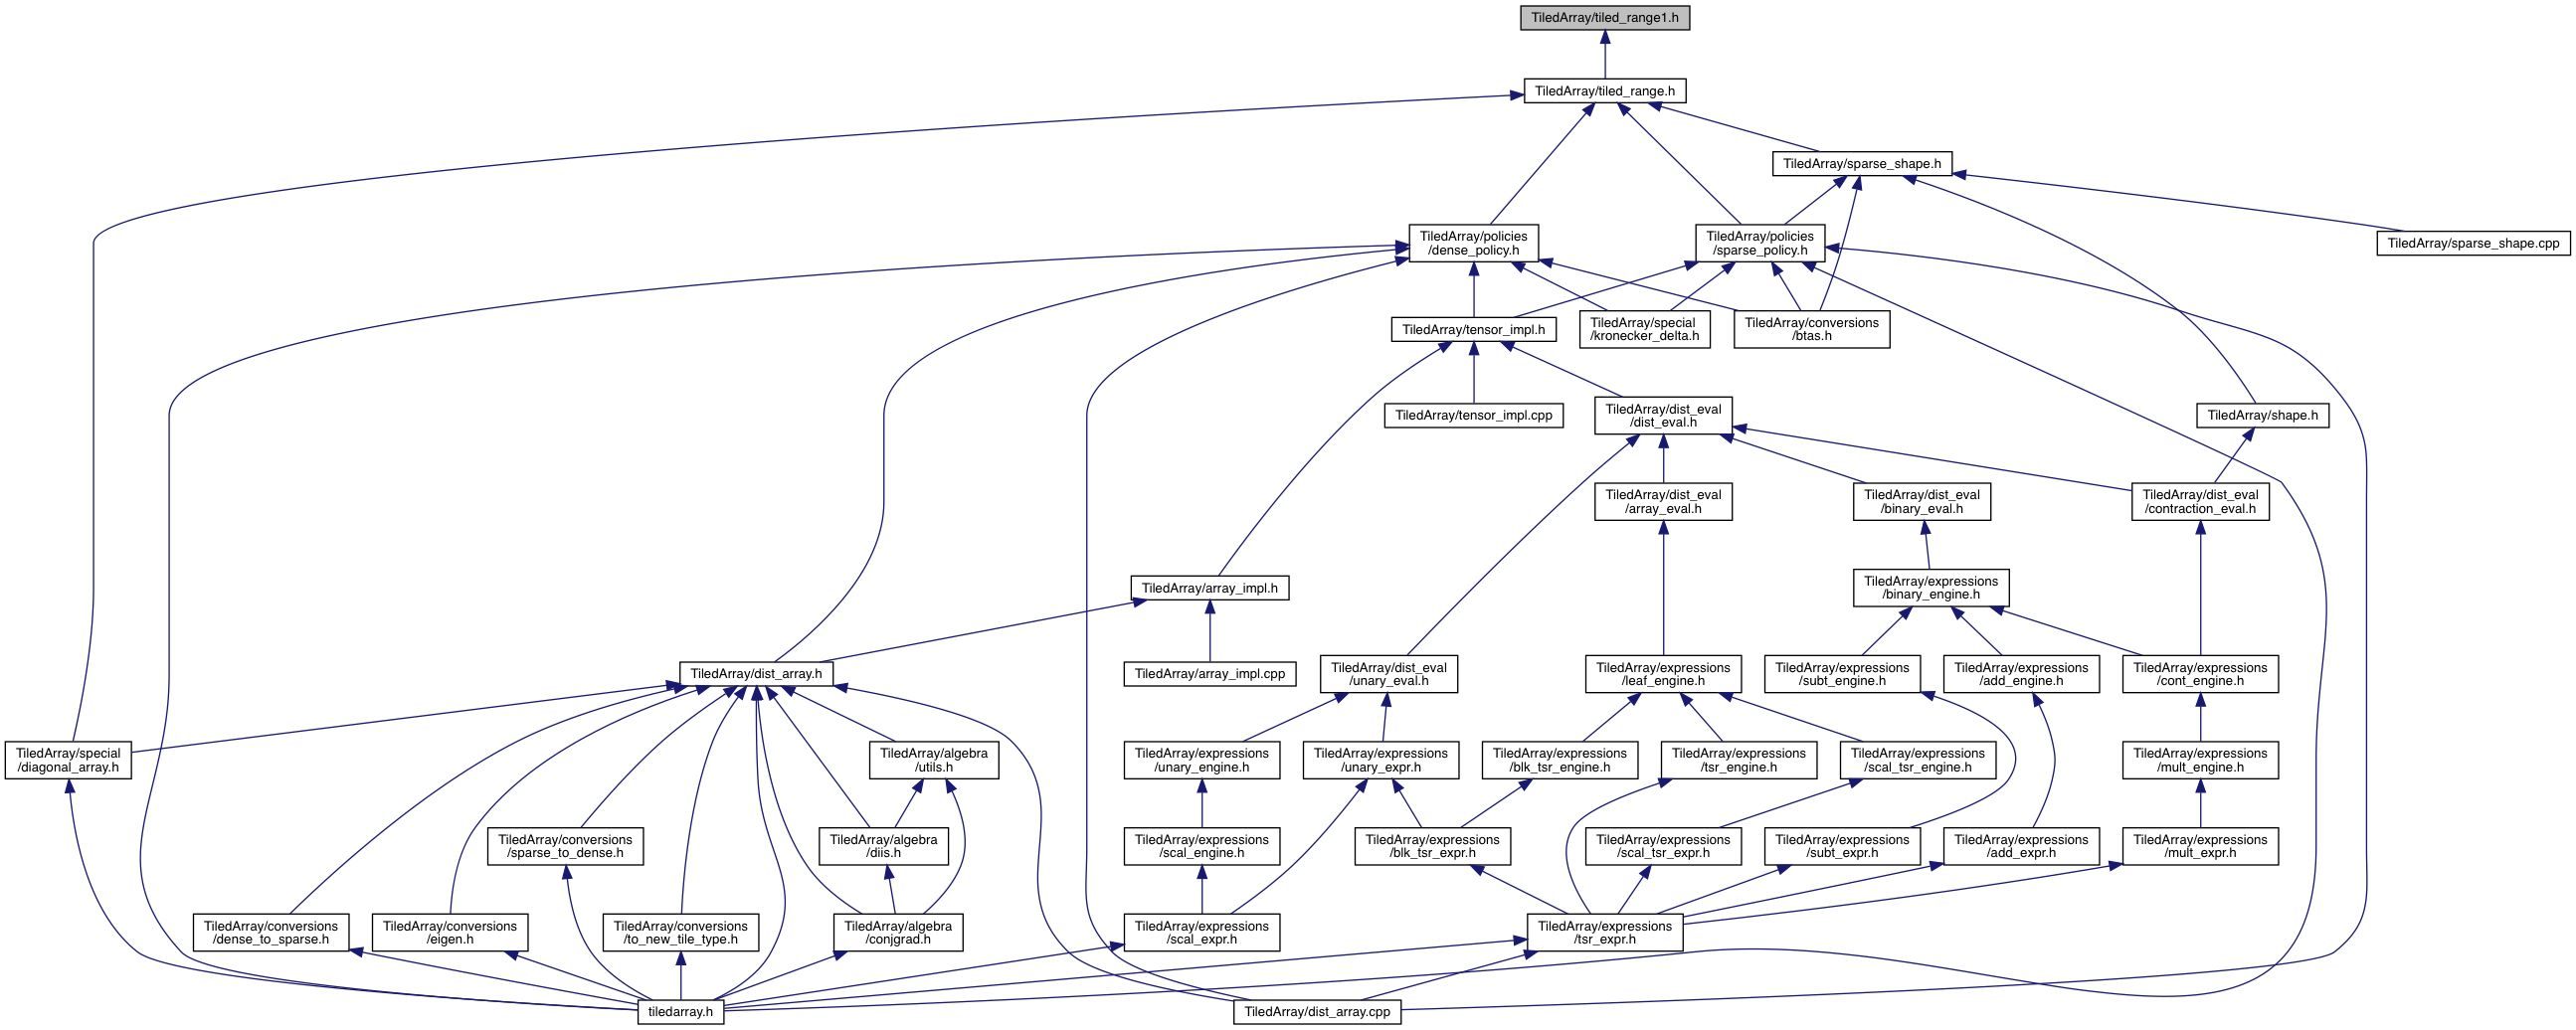 TiledArray/tiled_range1.h
TiledArray/tiled_range.h
TiledArray/sparse_shape.h
TiledArray/policies
/dense_policy.h
TiledArray/policies
/sparse_policy.h
TiledArray/sparse_shape.cpp
TiledArray/tensor_impl.h
TiledArray/special
/kronecker_delta.h
TiledArray/conversions
/btas.h
TiledArray/tensor_impl.cpp
TiledArray/dist_eval
/dist_eval.h
TiledArray/shape.h
TiledArray/dist_eval
/array_eval.h
TiledArray/dist_eval
/binary_eval.h
TiledArray/dist_eval
/contraction_eval.h
TiledArray/array_impl.h
TiledArray/expressions
/binary_engine.h
TiledArray/dist_array.h
TiledArray/array_impl.cpp
TiledArray/dist_eval
/unary_eval.h
TiledArray/expressions
/leaf_engine.h
TiledArray/expressions
/subt_engine.h
TiledArray/expressions
/add_engine.h
TiledArray/expressions
/cont_engine.h
TiledArray/special
/diagonal_array.h
TiledArray/algebra
/utils.h
TiledArray/expressions
/unary_engine.h
TiledArray/expressions
/unary_expr.h
TiledArray/expressions
/blk_tsr_engine.h
TiledArray/expressions
/tsr_engine.h
TiledArray/expressions
/scal_tsr_engine.h
TiledArray/expressions
/mult_engine.h
TiledArray/conversions
/sparse_to_dense.h
TiledArray/algebra
/diis.h
TiledArray/expressions
/scal_engine.h
TiledArray/expressions
/blk_tsr_expr.h
TiledArray/expressions
/scal_tsr_expr.h
TiledArray/expressions
/subt_expr.h
TiledArray/expressions
/add_expr.h
TiledArray/expressions
/mult_expr.h
TiledArray/conversions
/dense_to_sparse.h
TiledArray/conversions
/eigen.h
TiledArray/conversions
/to_new_tile_type.h
TiledArray/algebra
/conjgrad.h
TiledArray/expressions
/scal_expr.h
TiledArray/expressions
/tsr_expr.h
tiledarray.h
TiledArray/dist_array.cpp